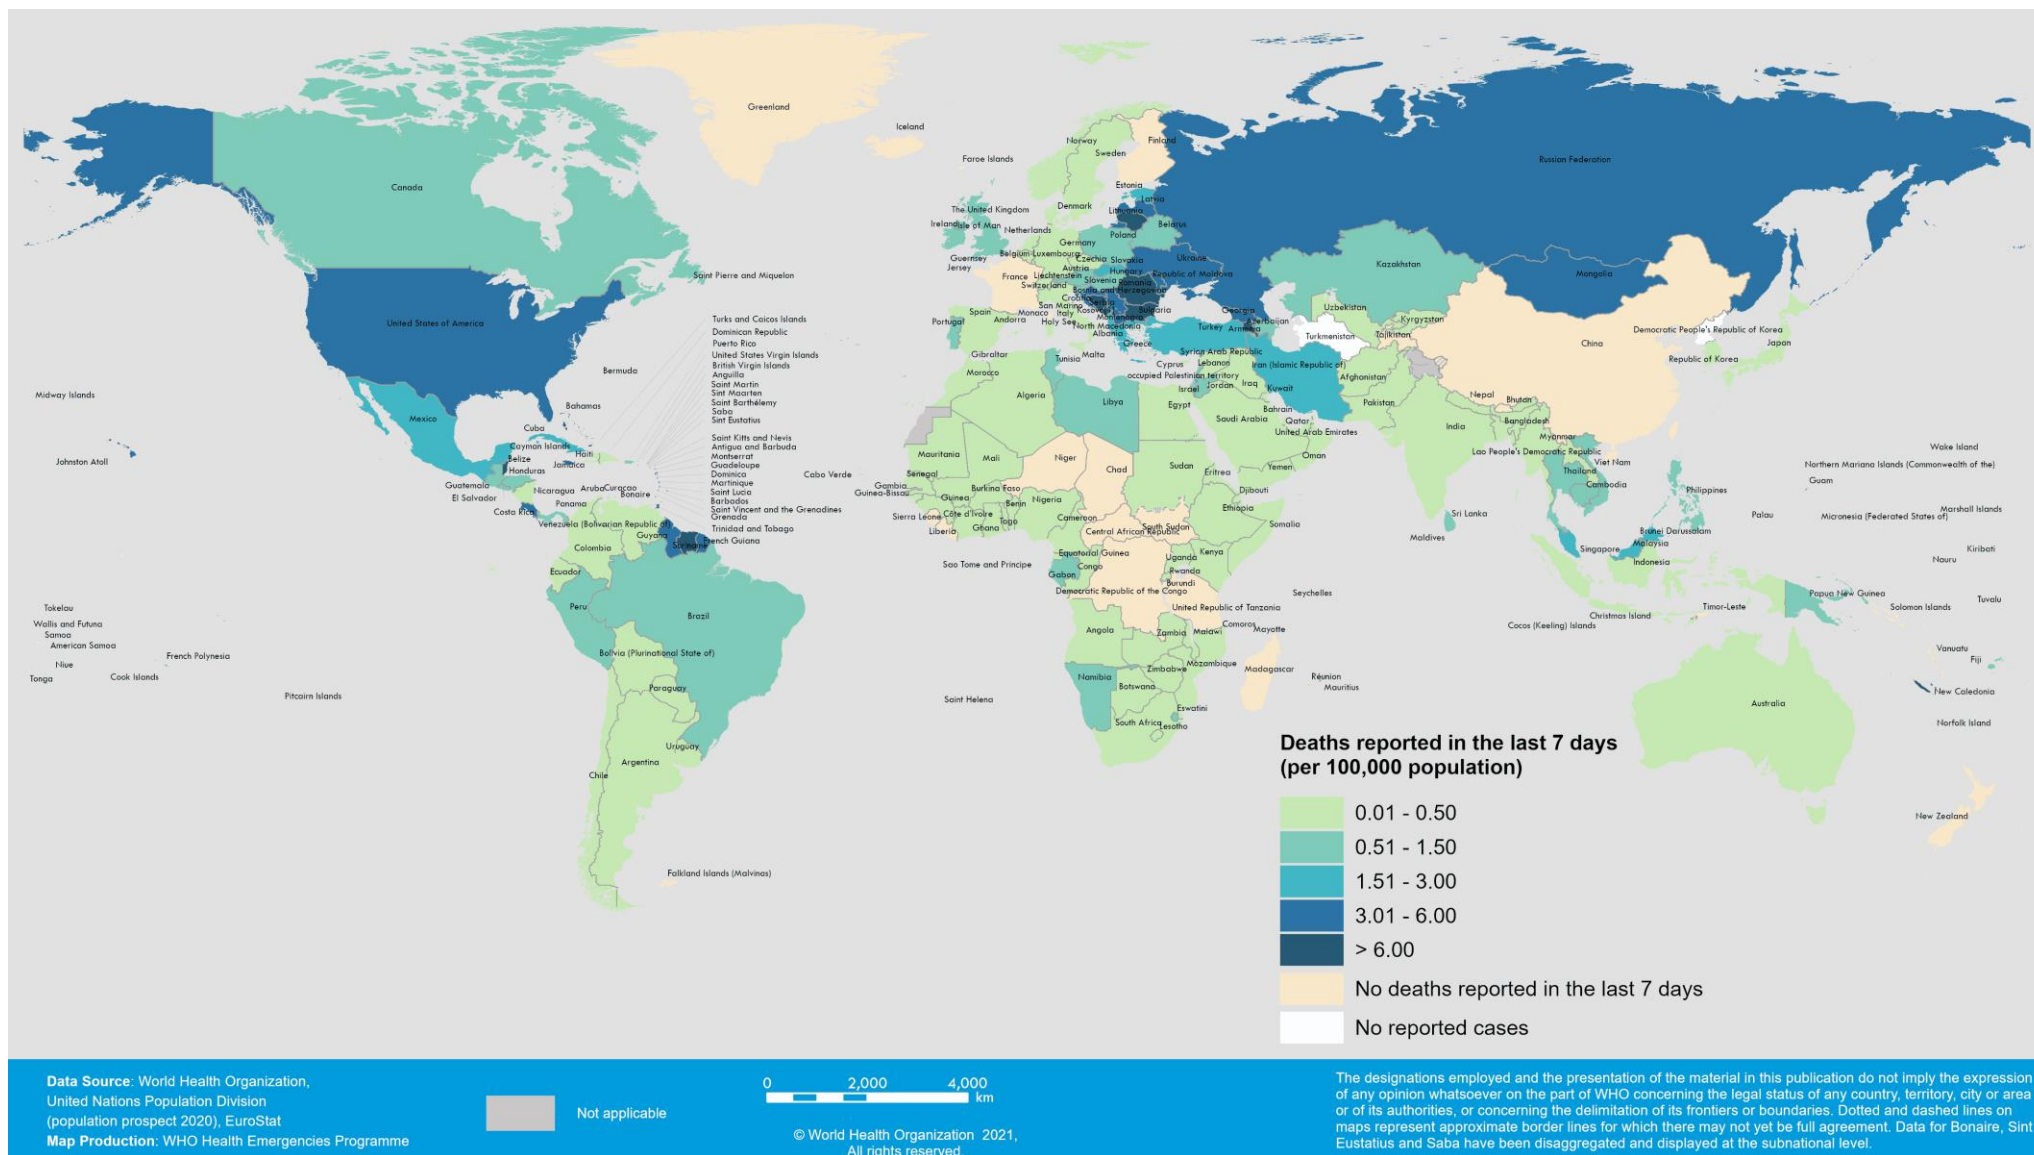 Greenland
Iceland
Norway
Finland
Sweden
Russian Federation
Faroe Islands
Canada
Estonia
Latvia
Denmark
Lithuania
The United Kingdom
Ireland
Isle of Man
Belarus
Netherlands
Poland
Germany
Belgium
Luxembourg
Guernsey
Jersey
Czechia
Slovakia
Ukraine
Kazakhstan
Austria
Hungary
Republic of Moldova
Mongolia
Saint Pierre and Miquelon
France
Liechtenstein
Switzerland
Slovenia
Romania
Bosnia and Herzegovina
Croatia
Serbia
San Marino
Monaco
Italy
Kosovo
Bulgaria
Montenegro
Spain
Andorra
Holy See
North Macedonia
Portugal
Albania
Greece
Georgia
Azerbaijan
Turkey
Armenia
Uzbekistan
Kyrgyzstan
Tajikistan
Turkmenistan
Democratic People's Republic of Korea
Japan
China
Republic of Korea
United States of America
Turks and Caicos Islands
Dominican Republic
Puerto Rico
United States Virgin Islands
British Virgin Islands
Anguilla
Saint Martin
Sint Maarten
Saint Barthélemy
Saba
Sint Eustatius
Saint Kitts and Nevis
Antigua and Barbuda
Montserrat
Guadeloupe
Dominica
Martinique
Saint Lucia
Barbados
Saint Vincent and the Grenadines
Grenada
Trinidad and Tobago
Bermuda
Midway Islands
Johnston Atoll
Mexico
Bahamas
Cuba
Cayman Islands
Haiti
Belize
Jamaica
Honduras
Guatemala
El Salvador
Nicaragua
Aruba
Curaçao
Bonaire
Panama
Costa Rica
Venezuela (Bolivarian Republic of)
Guyana
Suriname
French Guiana
Colombia
Ecuador
Peru
Brazil
Bolivia (Plurinational State of)
Paraguay
Uruguay
Argentina
Chile
Falkland Islands (Malvinas)
Tokelau
Wallis and Futuna
Samoa
American Samoa
Niue
Tonga
Cook Islands
French Polynesia
Pitcairn Islands
Gibraltar
Tunisia
Malta
Cyprus
Syrian Arab Republic
Lebanon
occupied Palestinian territory
Israel
Jordan
Iraq
Iran (Islamic Republic of)
Kuwait
Afghanistan
Morocco
Algeria
Libya
Egypt
Saudi Arabia
Bahrain
Qatar
United Arab Emirates
Oman
Yemen
Pakistan
India
Nepal
Bhutan
Bangladesh
Myanmar
Lao People's Democratic Republic
Viet Nam
Thailand
Cambodia
Philippines
Sri Lanka
Maldives
Cabo Verde
Mauritania
Mali
Niger
Chad
Sudan
Eritrea
Djibouti
Senegal
Gambia
Guinea-Bissau
Guinea
Burkina Faso
Benin
Nigeria
Sierra Leone
Côte d'Ivoire
Togo
Ghana
Liberia
Cameroon
Central African Republic
South Sudan
Ethiopia
Somalia
Sao Tome and Principe
Equatorial Guinea
Gabon
Congo
Uganda
Kenya
Rwanda
Burundi
Democratic Republic of the Congo
United Republic of Tanzania
Seychelles
Angola
Zambia
Malawi
Comoros
Mayotte
Mozambique
Zimbabwe
Madagascar
Namibia
Botswana
Réunion
Mauritius
Eswatini
South Africa
Lesotho
Saint Helena
Wake Island
Northern Mariana Islands (Commonwealth of the)
Guam
Palau
Micronesia (Federated States of)
Marshall Islands
Brunei Darussalam
Malaysia
Singapore
Indonesia
Kiribati
Nauru
Papua New Guinea
Timor-Leste
Solomon Islands
Tuvalu
Christmas Island
Cocos (Keeling) Islands
Vanuatu
Fiji
New Caledonia
Australia
Norfolk Island
New Zealand
Deaths reported in the last 7 days
(per 100,000 population)
0.01 - 0.50
0.51 - 1.50
1.51 - 3.00
3.01 - 6.00
> 6.00
No deaths reported in the last 7 days
No reported cases
Data Source: World Health Organization,
United Nations Population Division
(population prospect 2020), EuroStat
Map Production: WHO Health Emergencies Programme
Not applicable
0 2,000 4,000
km
© World Health Organization 2021,
All rights reserved.
The designations employed and the presentation of the material in this publication do not imply the expression
of any opinion whatsoever on the part of WHO concerning the legal status of any country, territory, city or area
or of its authorities, or concerning the delimitation of its frontiers or boundaries. Dotted and dashed lines on
maps represent approximate border lines for which there may not yet be full agreement. Data for Bonaire, Sint
Eustatius and Saba have been disaggregated and displayed at the subnational level.